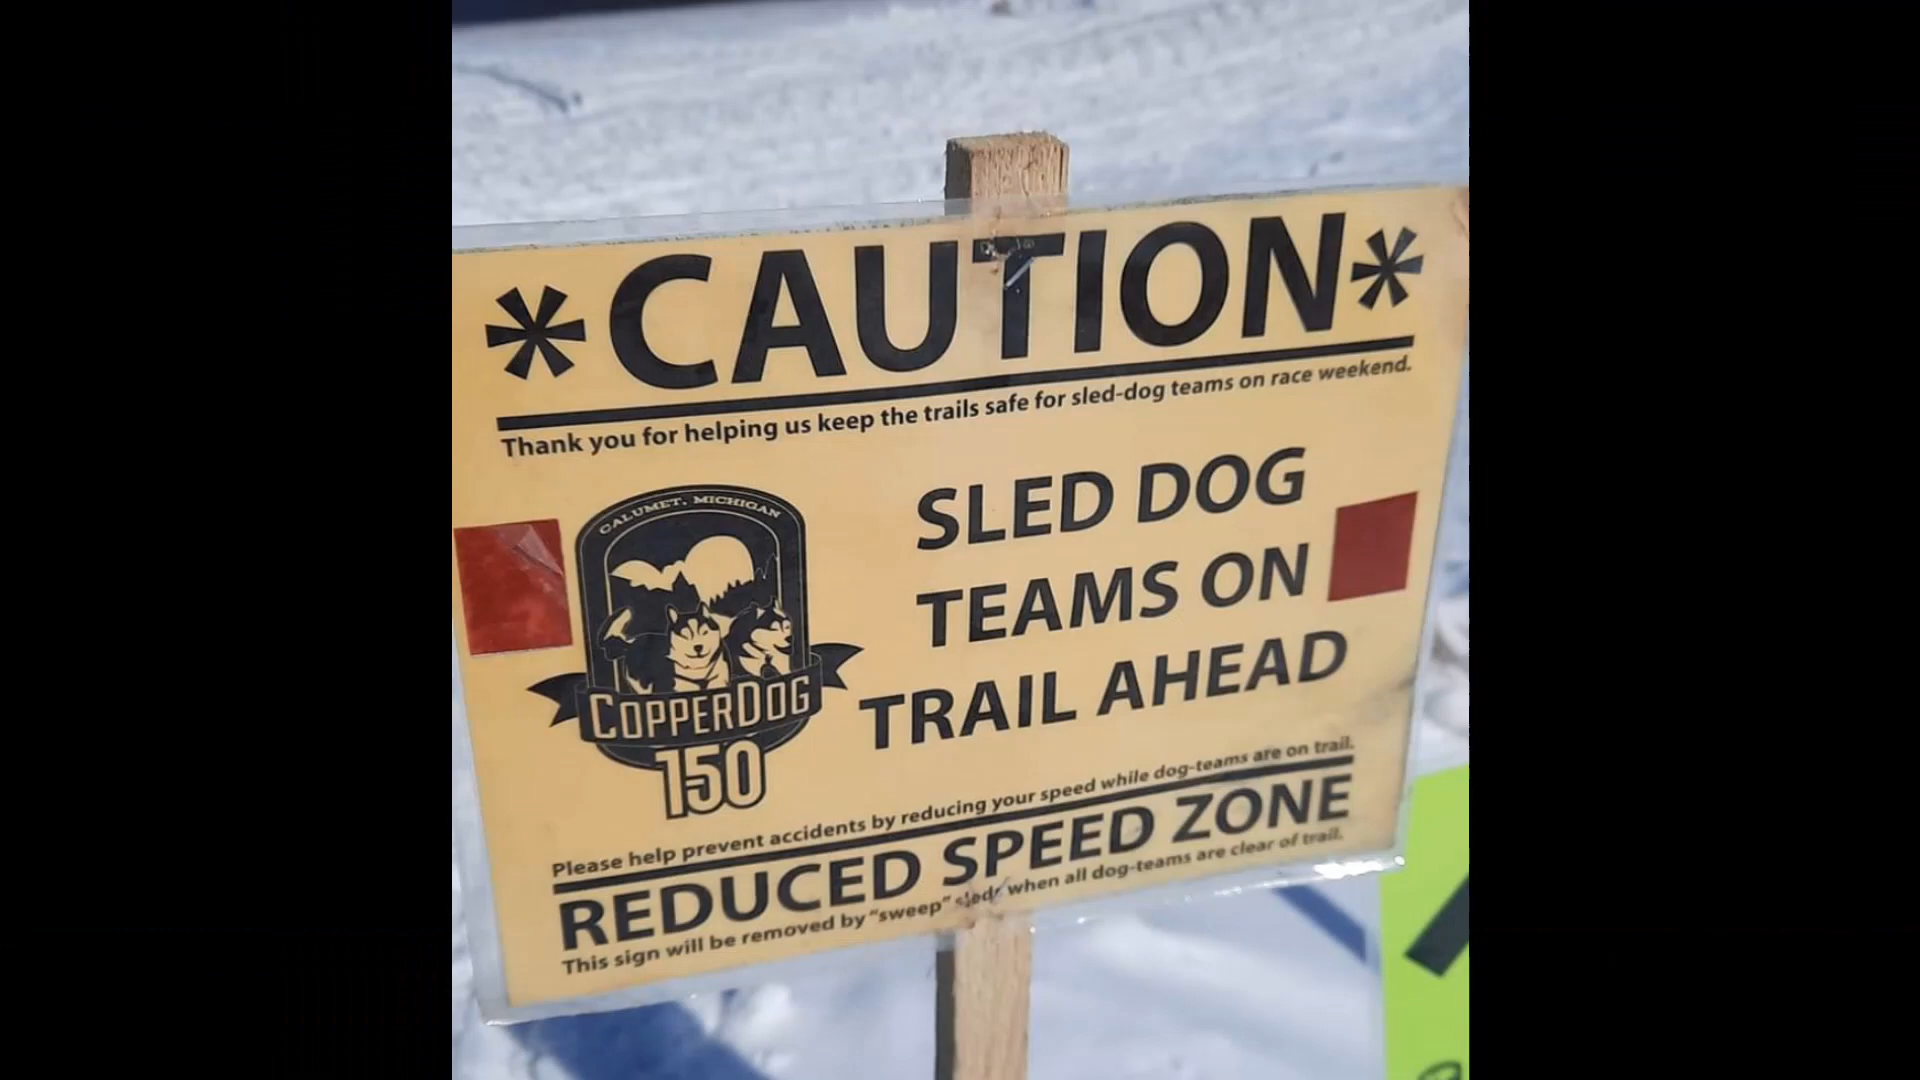 *CAUTION*
Thank you for helping us keep the trails safe for sled-dog teams on race weekend.
CALUMET, MICHIGAN
COPPERDOG
150
SLED DOG
TEAMS ON
TRAIL AHEAD
Please help prevent accidents by reducing your speed while dog-teams are on trail.
REDUCED SPEED ZONE
This sign will be removed by "sweep" sleds when all dog-teams are clear of trail.